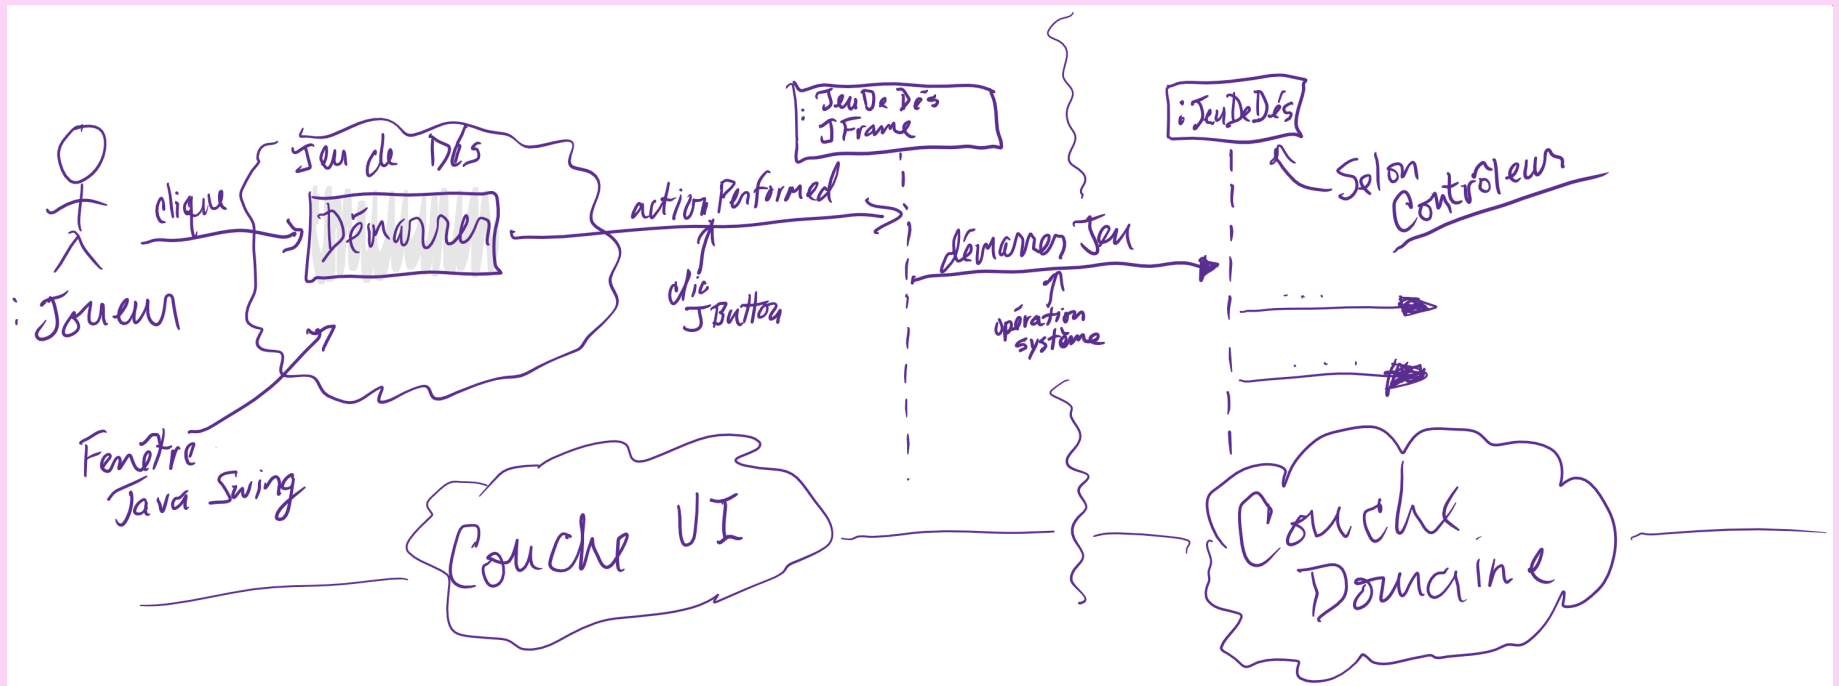 : Joueur
clique
Jeu de Dés
Démarrer
Fenêtre
Java Swing
actionPerformed
clic
JButton
: JeuDeDés
JFrame
démarrerJeu
opération
système
:JeuDeDés
Selon
Contrôleur
...
...
Couche UI
Couche
Domaine